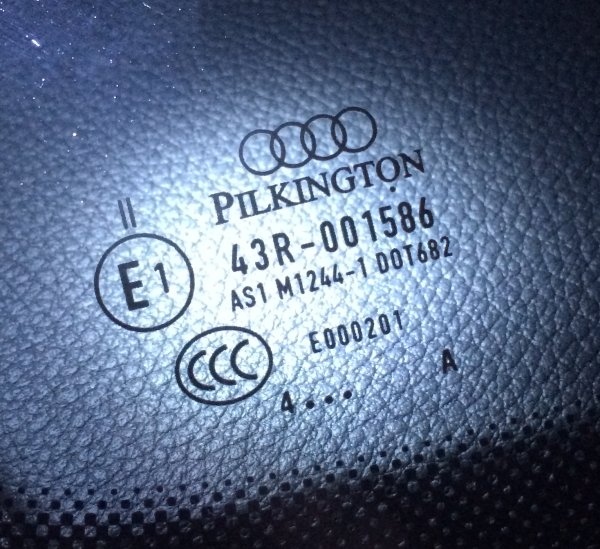 PILKINGTON
II
43R-001586
E1
AS1 M1244-1 DOT682
E000201
CCC
4...
A